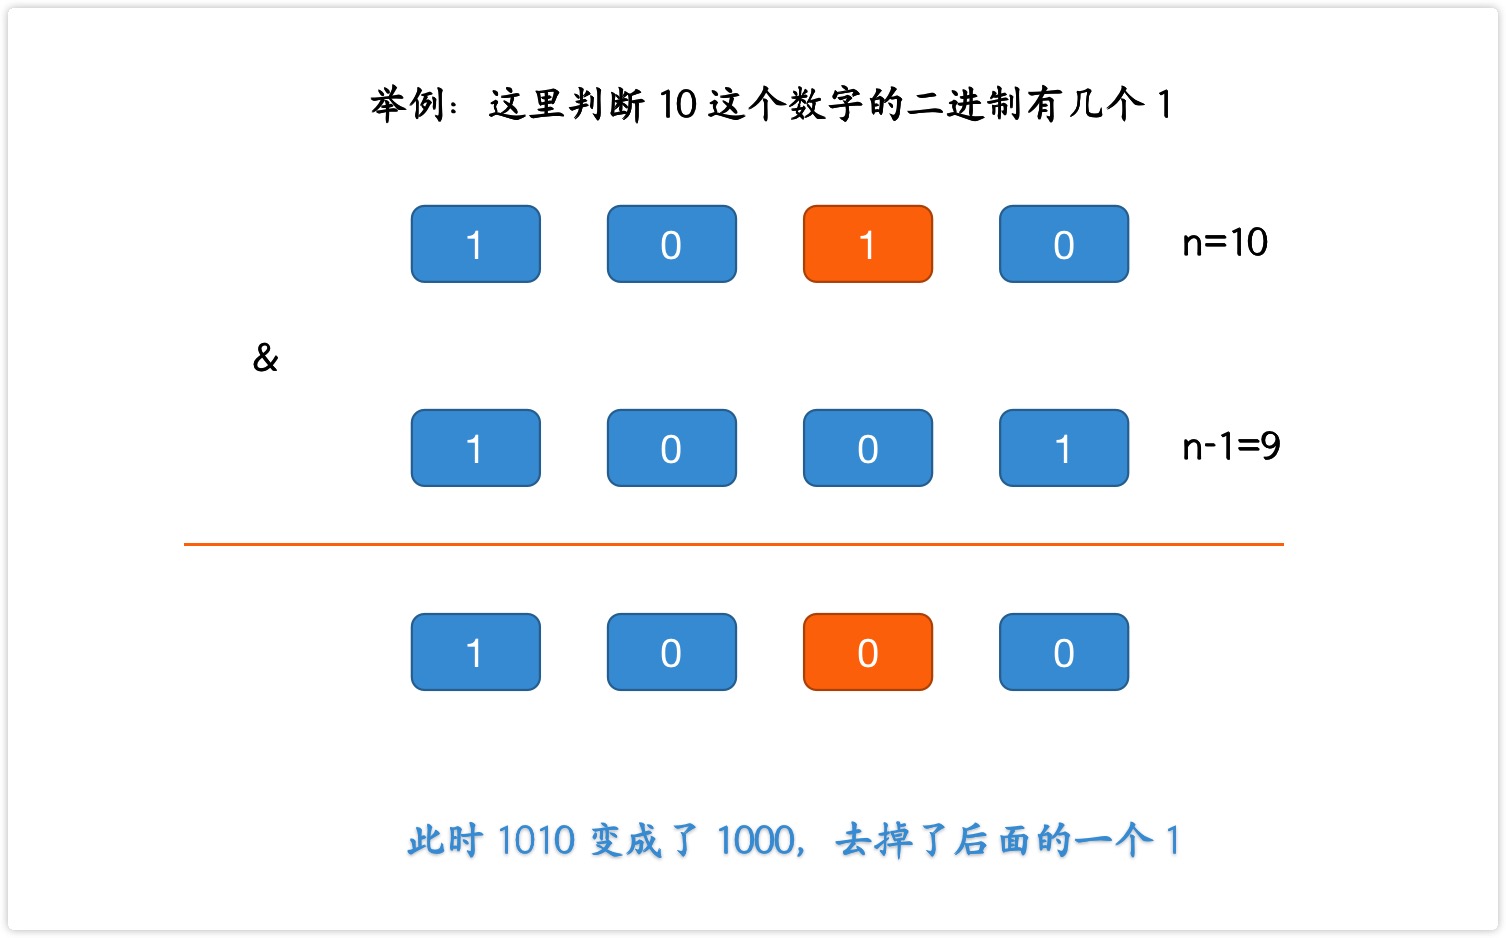 举例：这里判断 10 这个数字的二进制有几个 1
1 0 1 0 n=10
&
1 0 0 1 n-1=9
1 0 0 0
此时 1010 变成了 1000，去掉了后面的一个 1